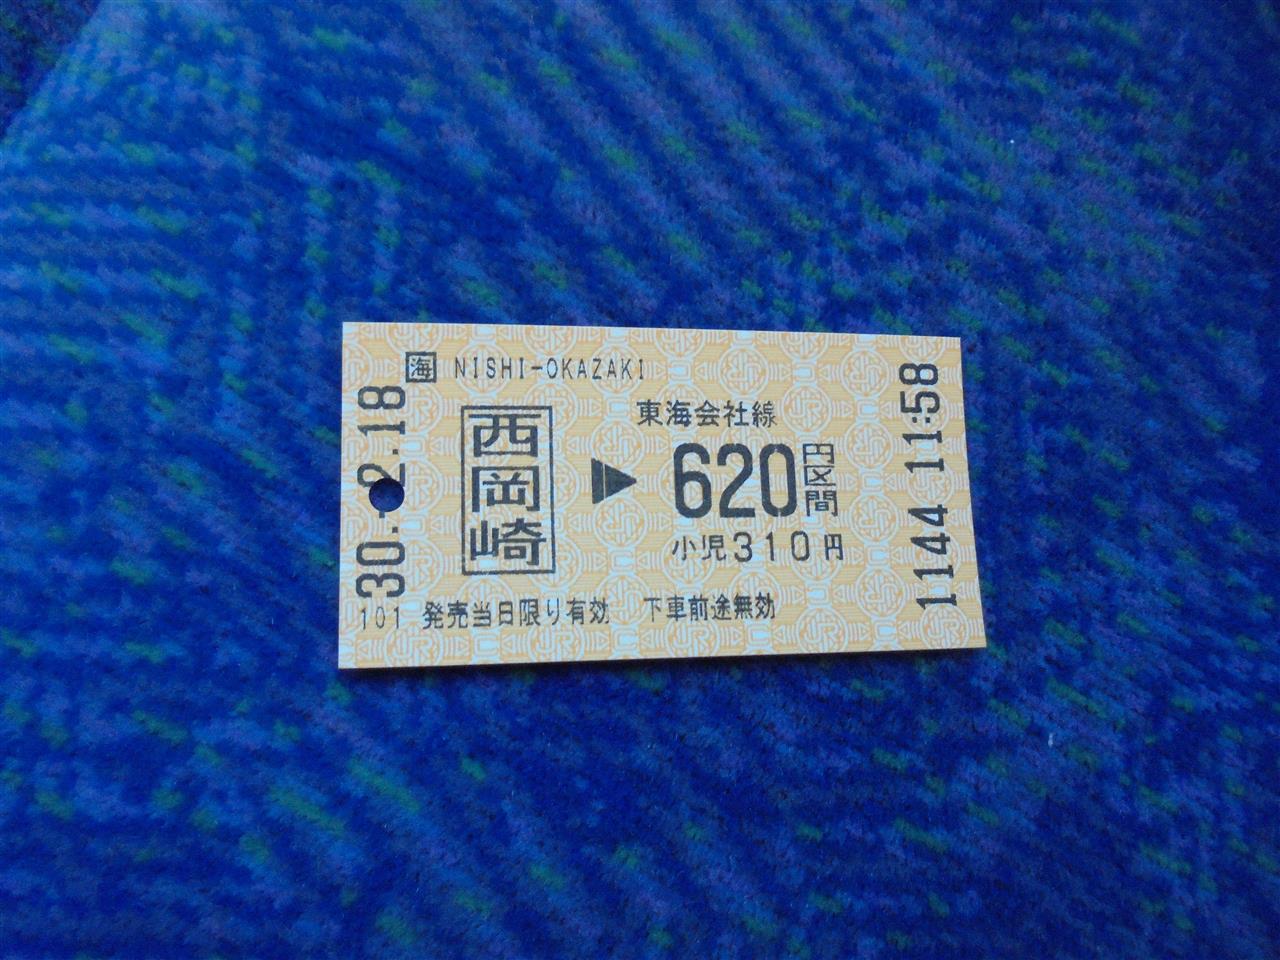 海 NISHI-OKAZAKI
30.-2.18
西岡崎
東海会社線
620円区間
小児310円
101 発売当日限り有効 下車前途無効
1144 11:58